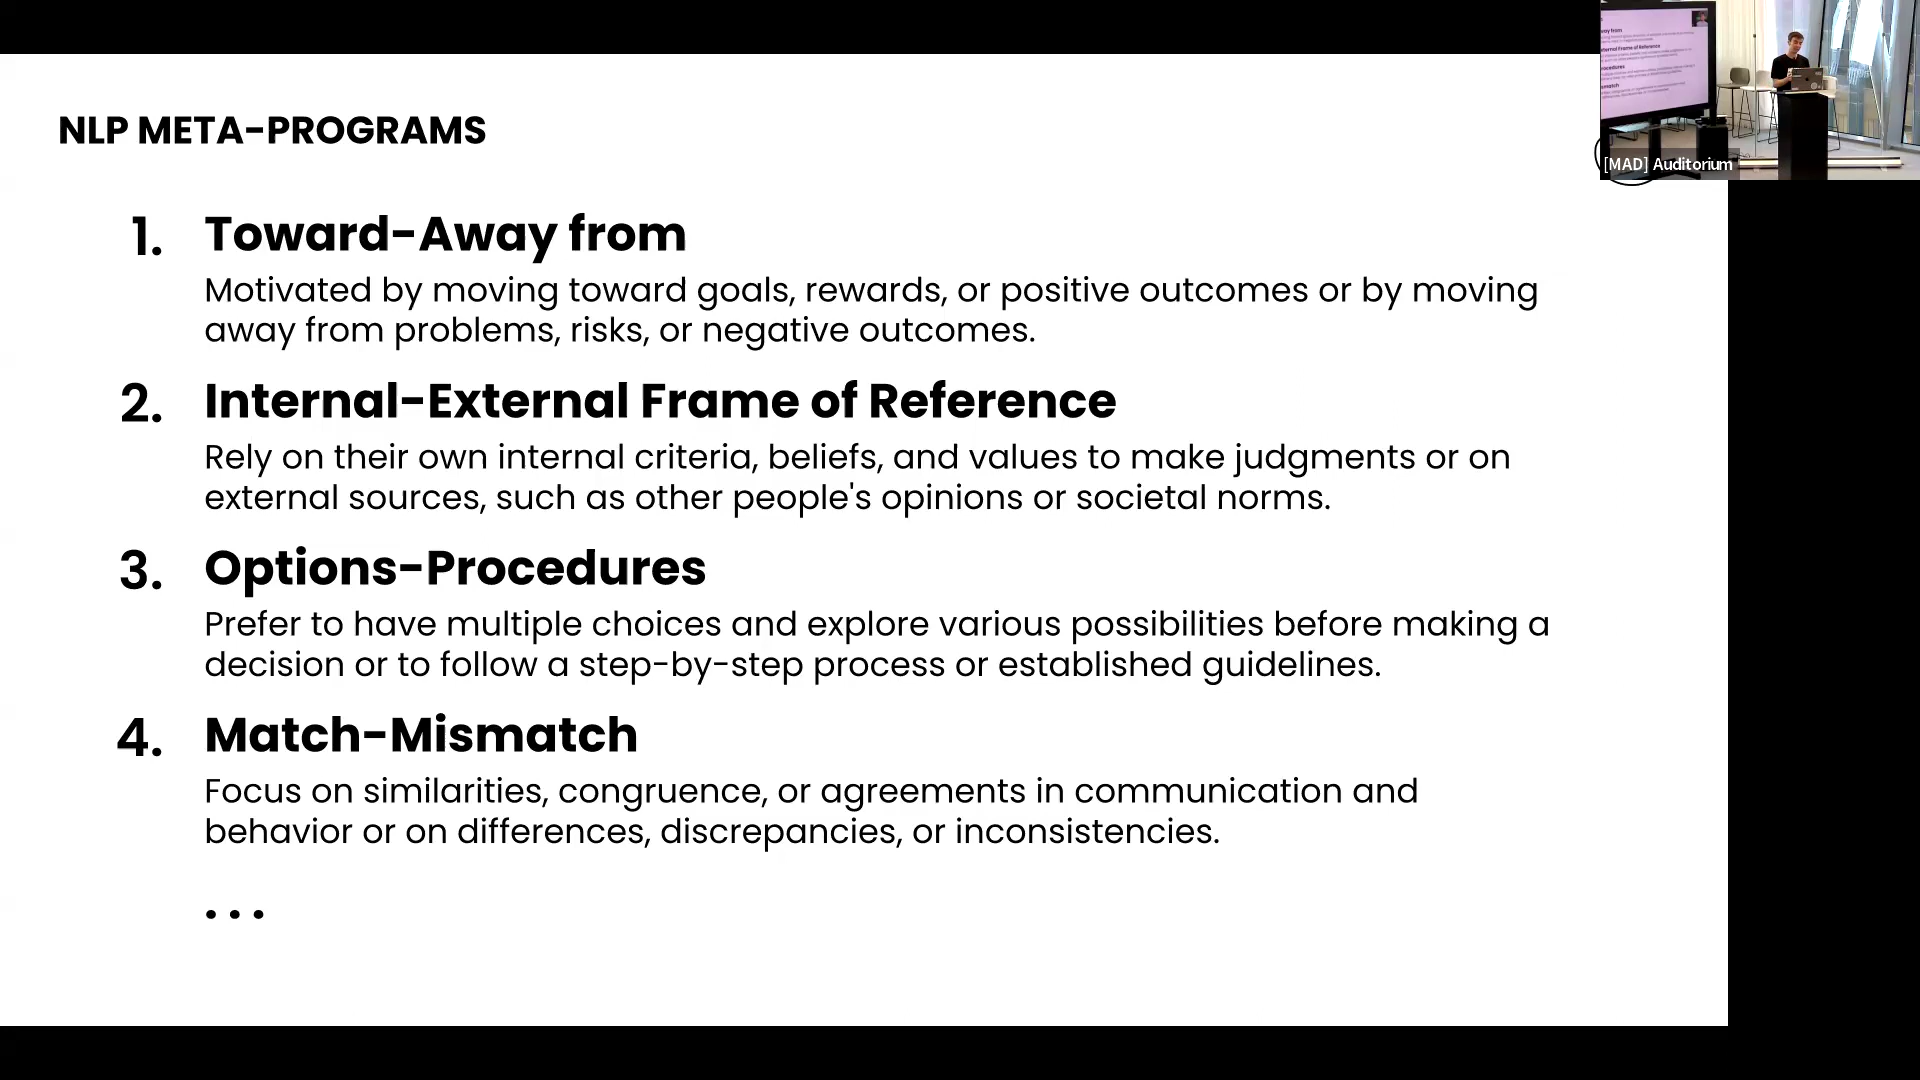 NLP META-PROGRAMS
1. Toward-Away from
Motivated by moving toward goals, rewards, or positive outcomes or by moving
away from problems, risks, or negative outcomes.
2. Internal-External Frame of Reference
Rely on their own internal criteria, beliefs, and values to make judgments or on
external sources, such as other people's opinions or societal norms.
3. Options-Procedures
Prefer to have multiple choices and explore various possibilities before making a
decision or to follow a step-by-step process or established guidelines.
4. Match-Mismatch
Focus on similarities, congruence, or agreements in communication and
behavior or on differences, discrepancies, or inconsistencies.
...
[MAD] Auditorium